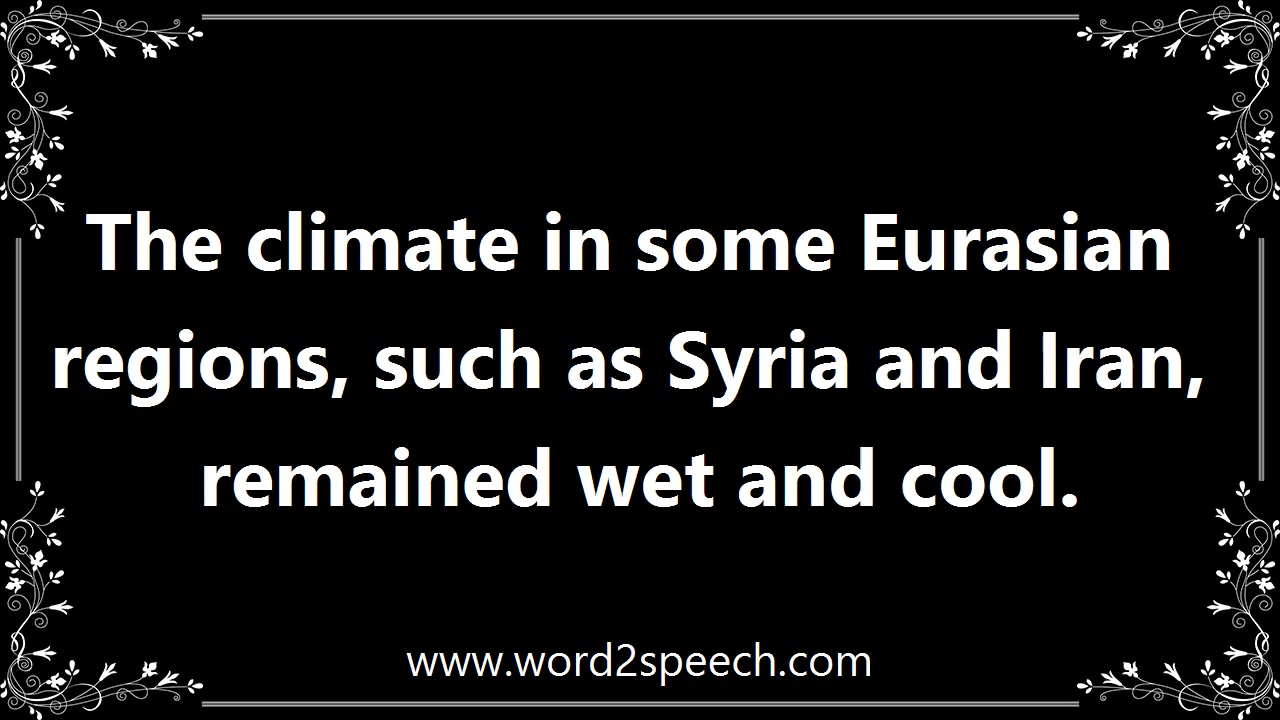 The climate in some Eurasian
regions, such as Syria and Iran,
remained wet and cool.
www.word2speech.com